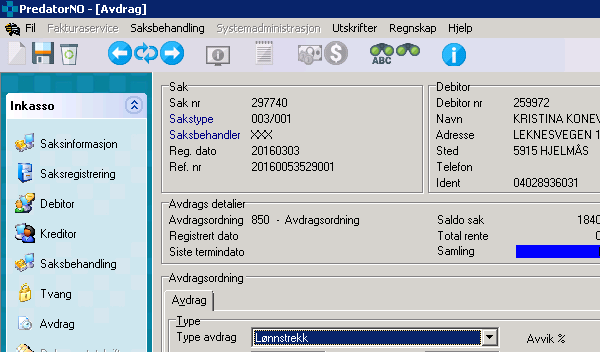 PredatorNO - [Avdrag]
Fil Fakturaservice Saksbehandling Systemadministrasjon Utskrifter Regnskap Hjelp
ABC
Inkasso
Saksinformasjon
Saksregistrering
Debitor
Kreditor
Saksbehandling
Tvang
Avdrag
Sak
Sak nr 297740
Sakstype 003/001
Saksbehandler XXX
Reg. dato 20160303
Ref. nr 20160053529001
Debitor
Debitor nr 259972
Navn KRISTINA KONEV
Adresse LEKNESVEGEN 1
Sted 5915 HJELMÅS
Telefon
Ident 04028936031
Avdrags detalier
Avdragsordning 850 - Avdragsordning Saldo sak 1840
Registrert dato Total rente 0
Siste termindato Samling
Avdragsordning
Avdrag
Type
Type avdrag Lønnstrekk Avvik %